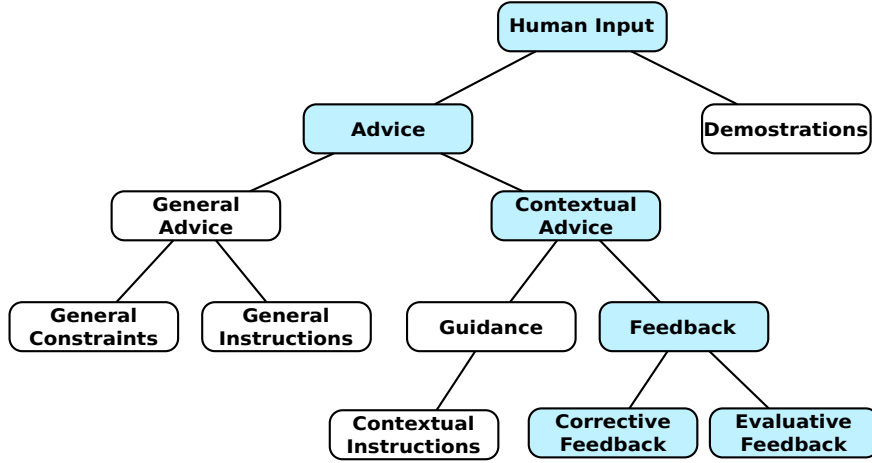 Human Input
Advice
Demostrations
General
Advice
Contextual
Advice
General
Constraints
General
Instructions
Guidance
Feedback
Contextual
Instructions
Corrective
Feedback
Evaluative
Feedback